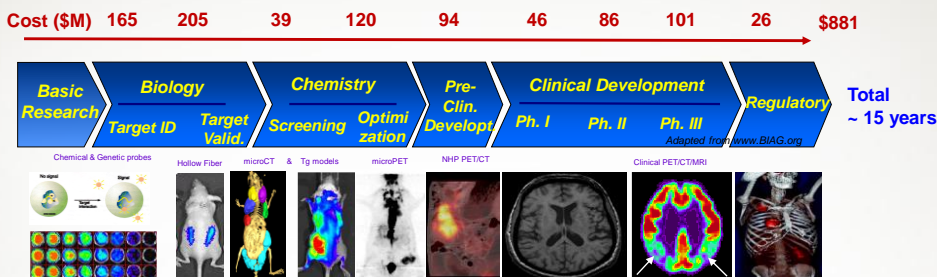 Cost ($M) 165 205 39 120 94 46 86 101 26 $881
Basic
Research
Biology
Target ID
Target
Valid.
Chemistry
Screening
Optimi
zation
Pre-
Clin.
Developt
Clinical Development
Ph. I
Ph. II
Ph. III
Regulatory
Total
~ 15 years
Adapted from www.BIAG.org
Chemical & Genetic probes
Hollow Fiber
microCT & Tg models
microPET
NHP PET/CT
Clinical PET/CT/MRI
No signal
Signal
Target
Interaction